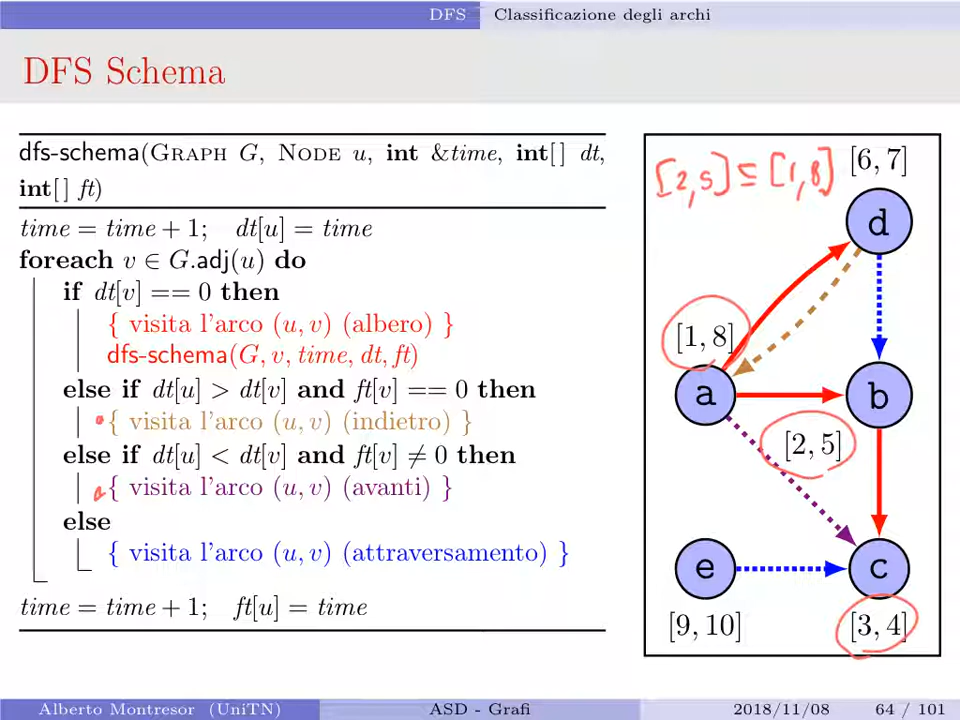 DFS Classificazione degli archi
DFS Schema
dfs-schema(GRAPH G, NODE u, int &time, int[ ] dt,
int[ ] ft)
time = time + 1; dt[u] = time
foreach v ∈ G.adj(u) do
if dt[v] == 0 then
{ visita l'arco (u, v) (albero) }
dfs-schema(G, v, time, dt, ft)
else if dt[u] > dt[v] and ft[v] == 0 then
{ visita l'arco (u, v) (indietro) }
else if dt[u] < dt[v] and ft[v] ≠ 0 then
{ visita l'arco (u, v) (avanti) }
else
{ visita l'arco (u, v) (attraversamento) }
time = time + 1; ft[u] = time
[2,5] ⊆ [1,8]
[6, 7]
d
[1, 8]
a
b
[2, 5]
e
c
[9, 10]
[3, 4]
Alberto Montresor (UniTN) ASD - Grafi 2018/11/08 64 / 101